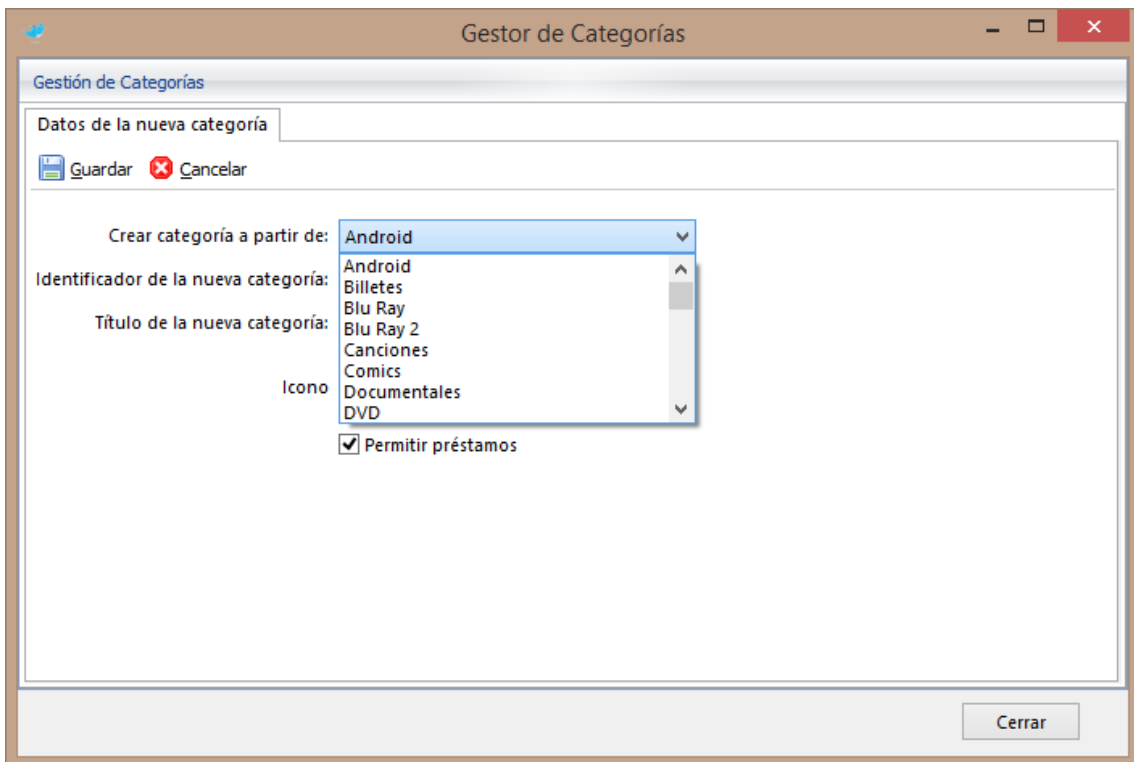 Gestor de Categorías
Gestión de Categorías
Datos de la nueva categoría
Guardar Cancelar
Crear categoría a partir de: Android
Android
Identificador de la nueva categoría:
Billetes
Blu Ray
Título de la nueva categoría:
Blu Ray 2
Canciones
Comics
Icono
Documentales
DVD
Permitir préstamos
Cerrar